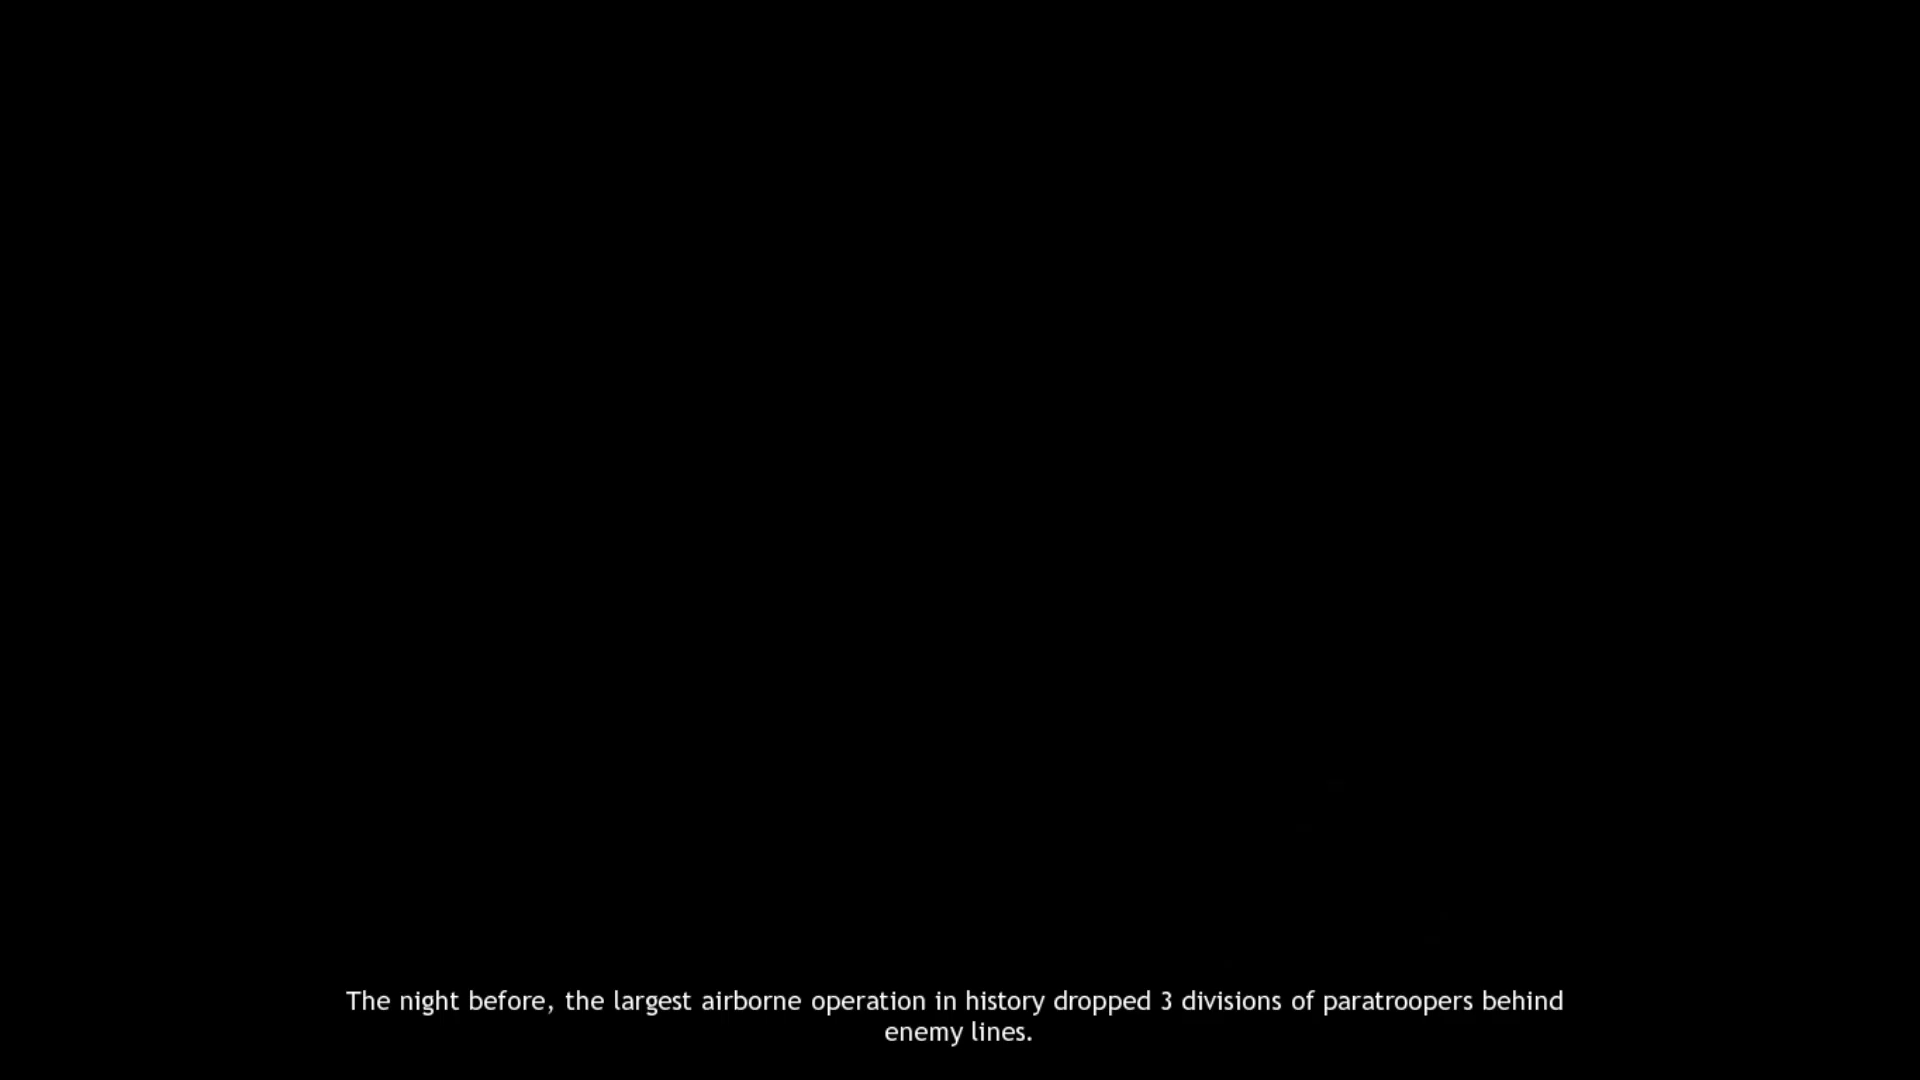 The night before, the largest airborne operation in history dropped 3 divisions of paratroopers behind
enemy lines.